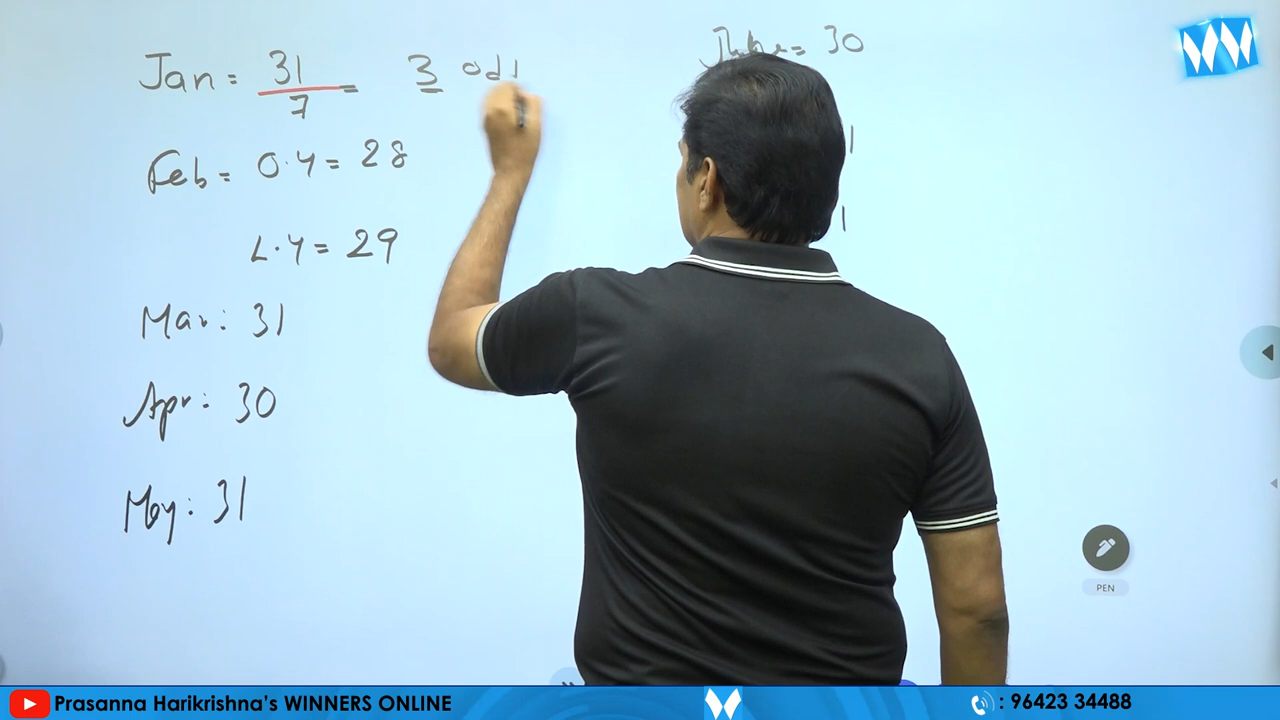 Jan = 31/7 = 3 odd
Feb = O.Y = 28
L.Y = 29
Mar: 31
Apr: 30
May: 31
June = 30
PEN
Prasanna Harikrishna's WINNERS ONLINE
: 96423 34488